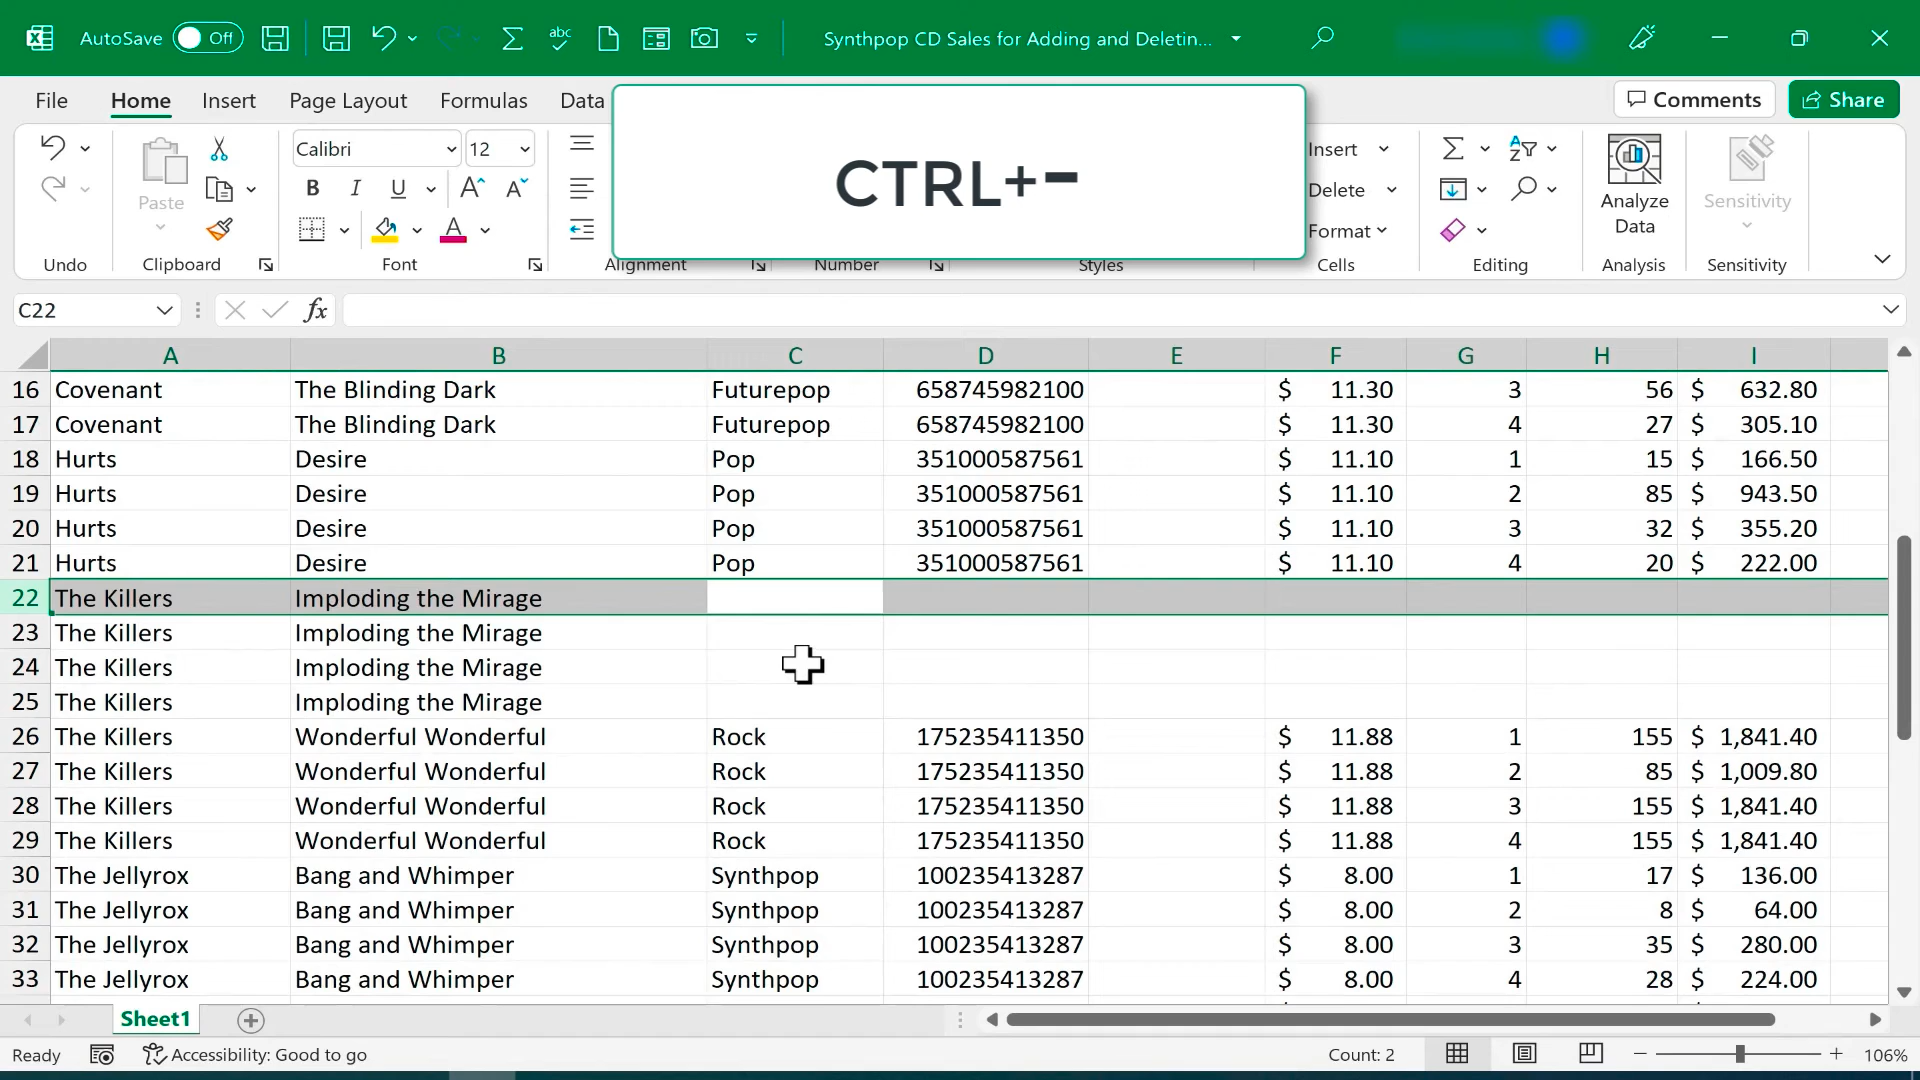 AutoSave Off Synthpop CD Sales for Adding and Deletin...
File Home Insert Page Layout Formulas Data Comments Share
CTRL+-
Calibri 12 Insert
Paste B I U A A Delete Analyze Data Sensitivity
A Format
Undo Clipboard Font Alignment Number Styles Cells Editing Analysis Sensitivity
C22 fx
A B C D E F G H I
16 Covenant The Blinding Dark Futurepop 658745982100 $ 11.30 3 56 $ 632.80
17 Covenant The Blinding Dark Futurepop 658745982100 $ 11.30 4 27 $ 305.10
18 Hurts Desire Pop 351000587561 $ 11.10 1 15 $ 166.50
19 Hurts Desire Pop 351000587561 $ 11.10 2 85 $ 943.50
20 Hurts Desire Pop 351000587561 $ 11.10 3 32 $ 355.20
21 Hurts Desire Pop 351000587561 $ 11.10 4 20 $ 222.00
22 The Killers Imploding the Mirage
23 The Killers Imploding the Mirage
24 The Killers Imploding the Mirage
25 The Killers Imploding the Mirage
26 The Killers Wonderful Wonderful Rock 175235411350 $ 11.88 1 155 $ 1,841.40
27 The Killers Wonderful Wonderful Rock 175235411350 $ 11.88 2 85 $ 1,009.80
28 The Killers Wonderful Wonderful Rock 175235411350 $ 11.88 3 155 $ 1,841.40
29 The Killers Wonderful Wonderful Rock 175235411350 $ 11.88 4 155 $ 1,841.40
30 The Jellyrox Bang and Whimper Synthpop 100235413287 $ 8.00 1 17 $ 136.00
31 The Jellyrox Bang and Whimper Synthpop 100235413287 $ 8.00 2 8 $ 64.00
32 The Jellyrox Bang and Whimper Synthpop 100235413287 $ 8.00 3 35 $ 280.00
33 The Jellyrox Bang and Whimper Synthpop 100235413287 $ 8.00 4 28 $ 224.00
Sheet1
Ready Accessibility: Good to go Count: 2 106%